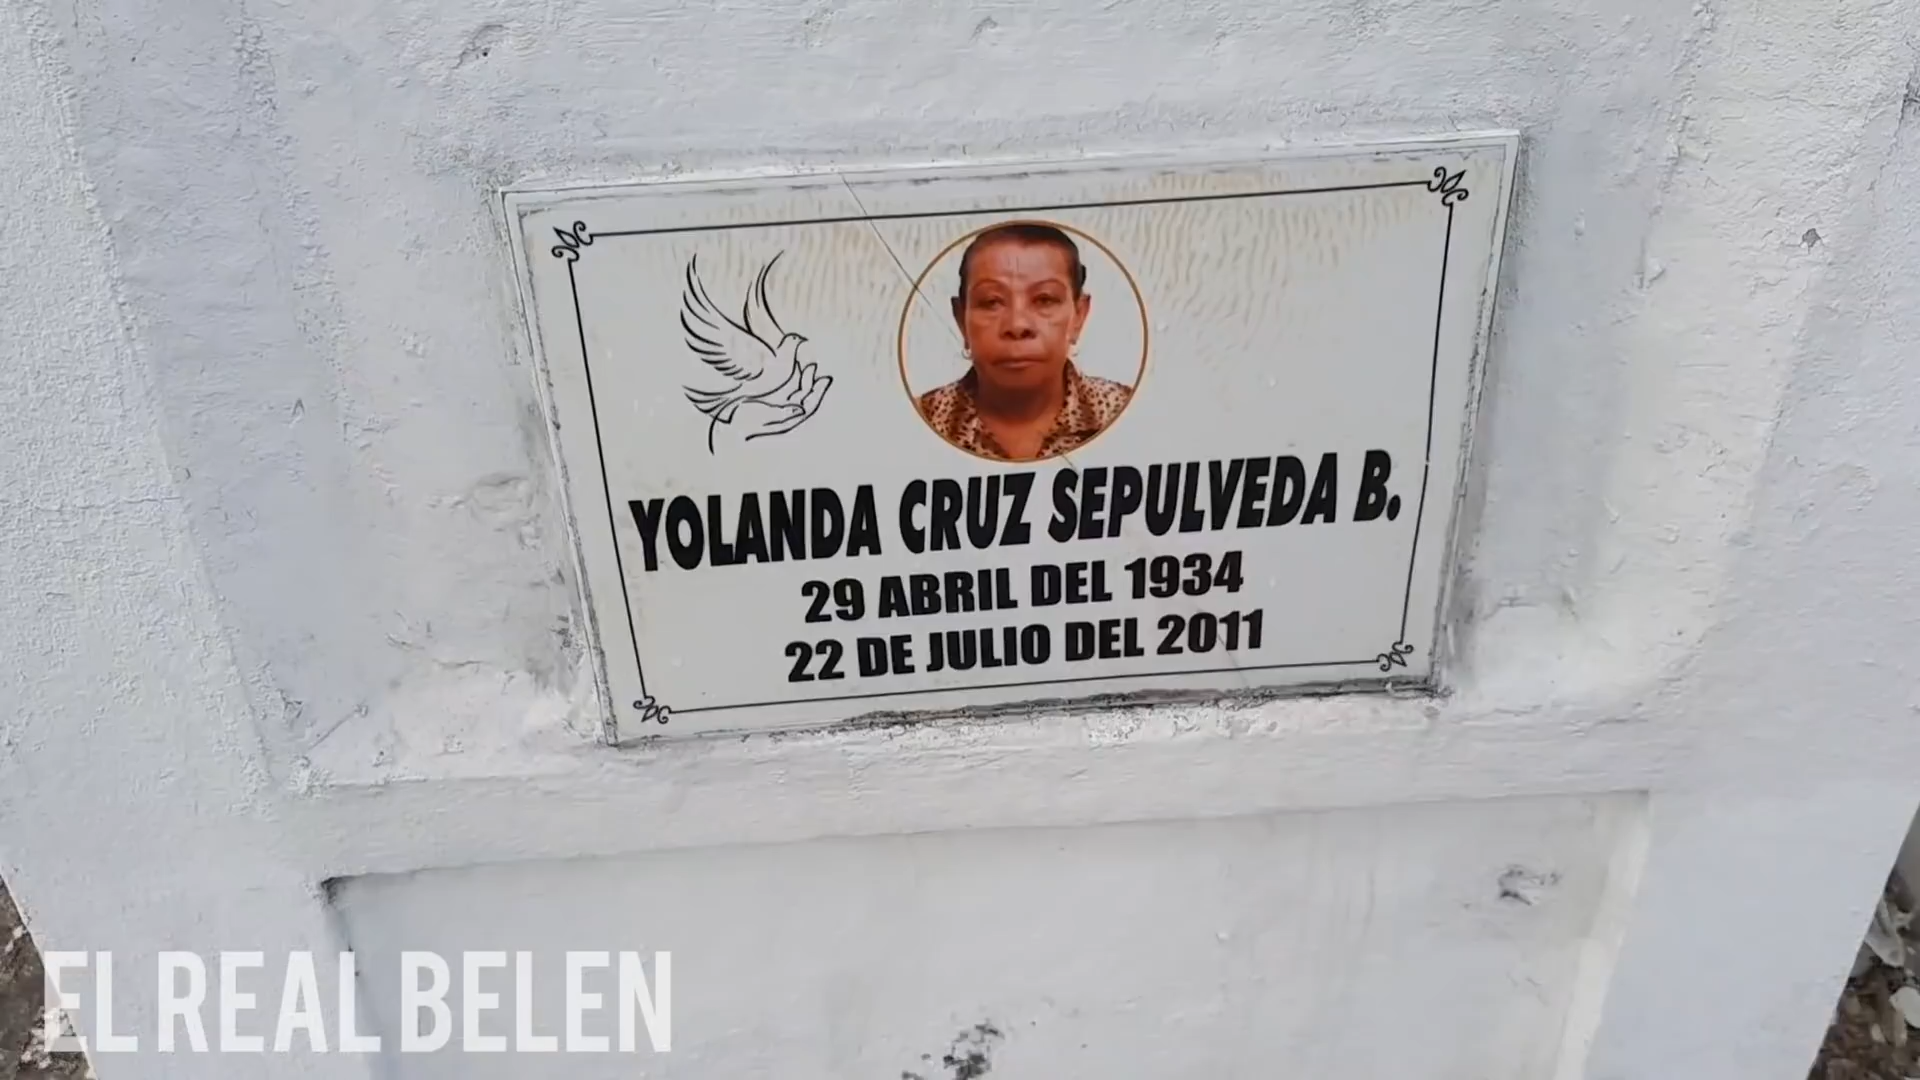 YOLANDA CRUZ SEPULVEDA B.
29 ABRIL DEL 1934
22 DE JULIO DEL 2011
EL REAL BELEN